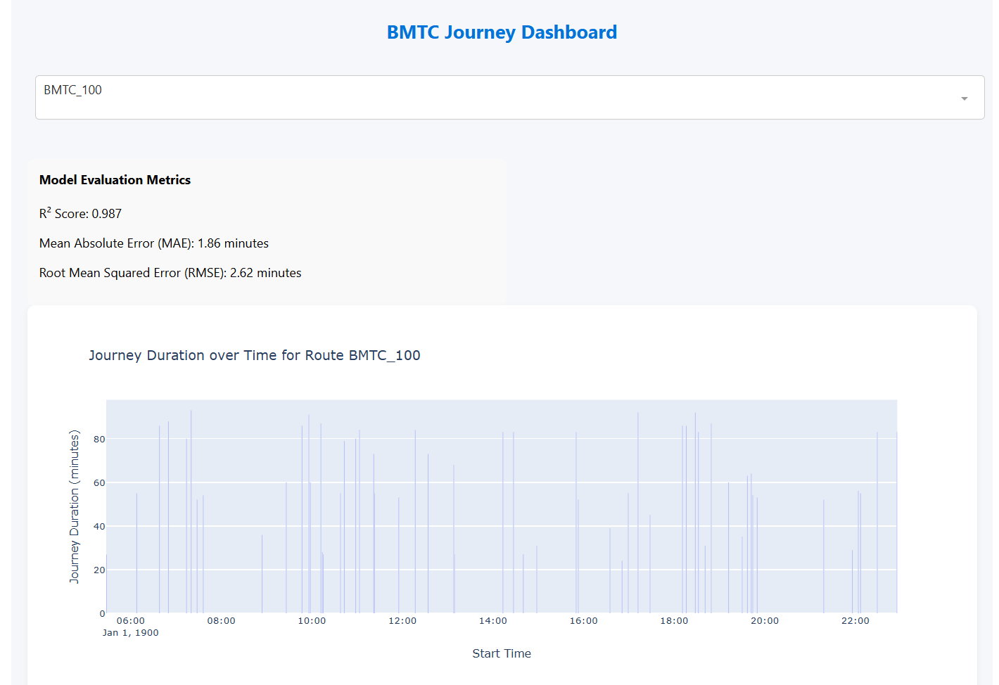 BMTC Journey Dashboard
BMTC_100
Model Evaluation Metrics
R² Score: 0.987
Mean Absolute Error (MAE): 1.86 minutes
Root Mean Squared Error (RMSE): 2.62 minutes
Journey Duration over Time for Route BMTC_100
Journey Duration (minutes)
80
60
40
20
0
06:00 08:00 10:00 12:00 14:00 16:00 18:00 20:00 22:00
Jan 1, 1900
Start Time